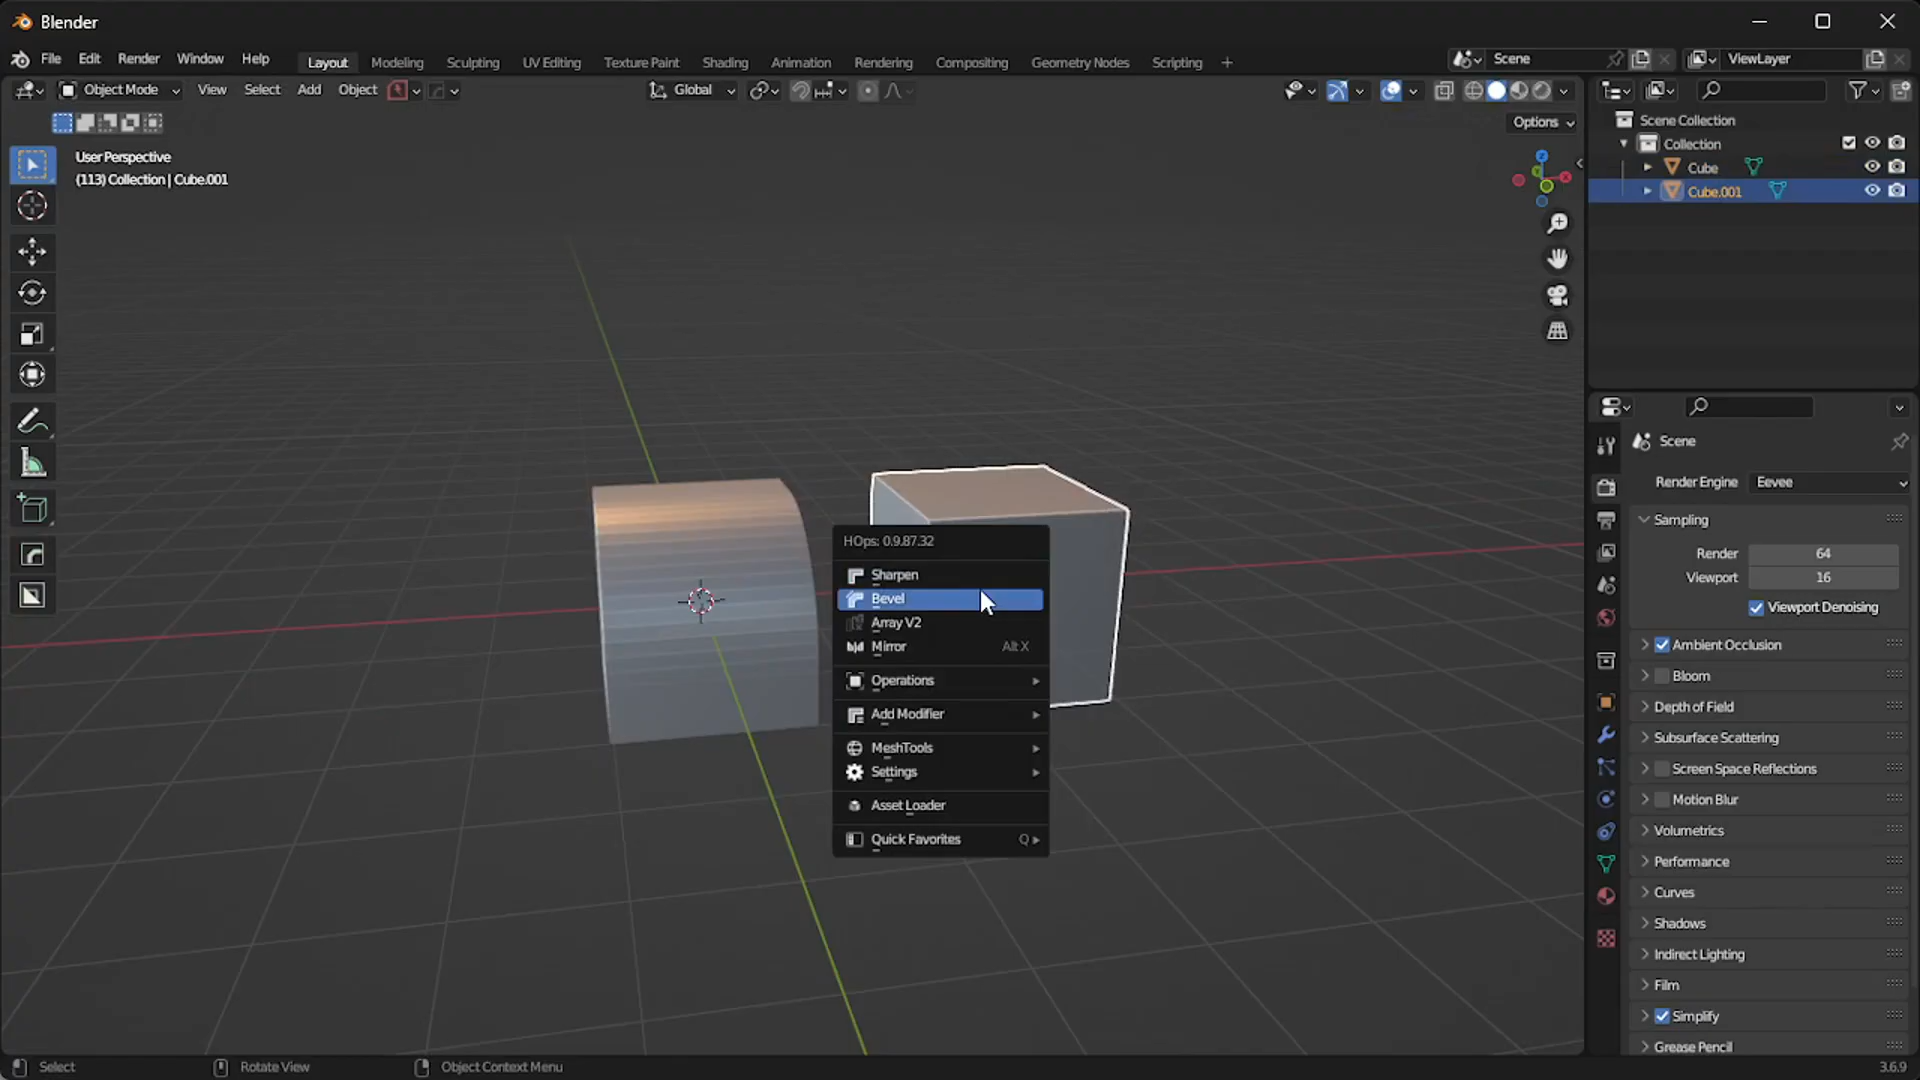 Blender
File Edit Render Window Help Layout Modeling Sculpting UV Editing Texture Paint Shading Animation Rendering Compositing Geometry Nodes Scripting + Scene ViewLayer
Object Mode View Select Add Object Global
Options
User Perspective
(113) Collection | Cube.001
Scene Collection
Collection
Cube
Cube.001
HOps: 0.9.87.32
Sharpen
Bevel
Array V2
Mirror Alt X
Operations
Add Modifier
MeshTools
Settings
Asset Loader
Quick Favorites Q
Scene
Render Engine Eevee
Sampling
Render 64
Viewport 16
Viewport Denoising
Ambient Occlusion
Bloom
Depth of Field
Subsurface Scattering
Screen Space Reflections
Motion Blur
Volumetrics
Performance
Curves
Shadows
Indirect Lighting
Film
Simplify
Grease Pencil
Select Rotate View Object Context Menu 3.6.9